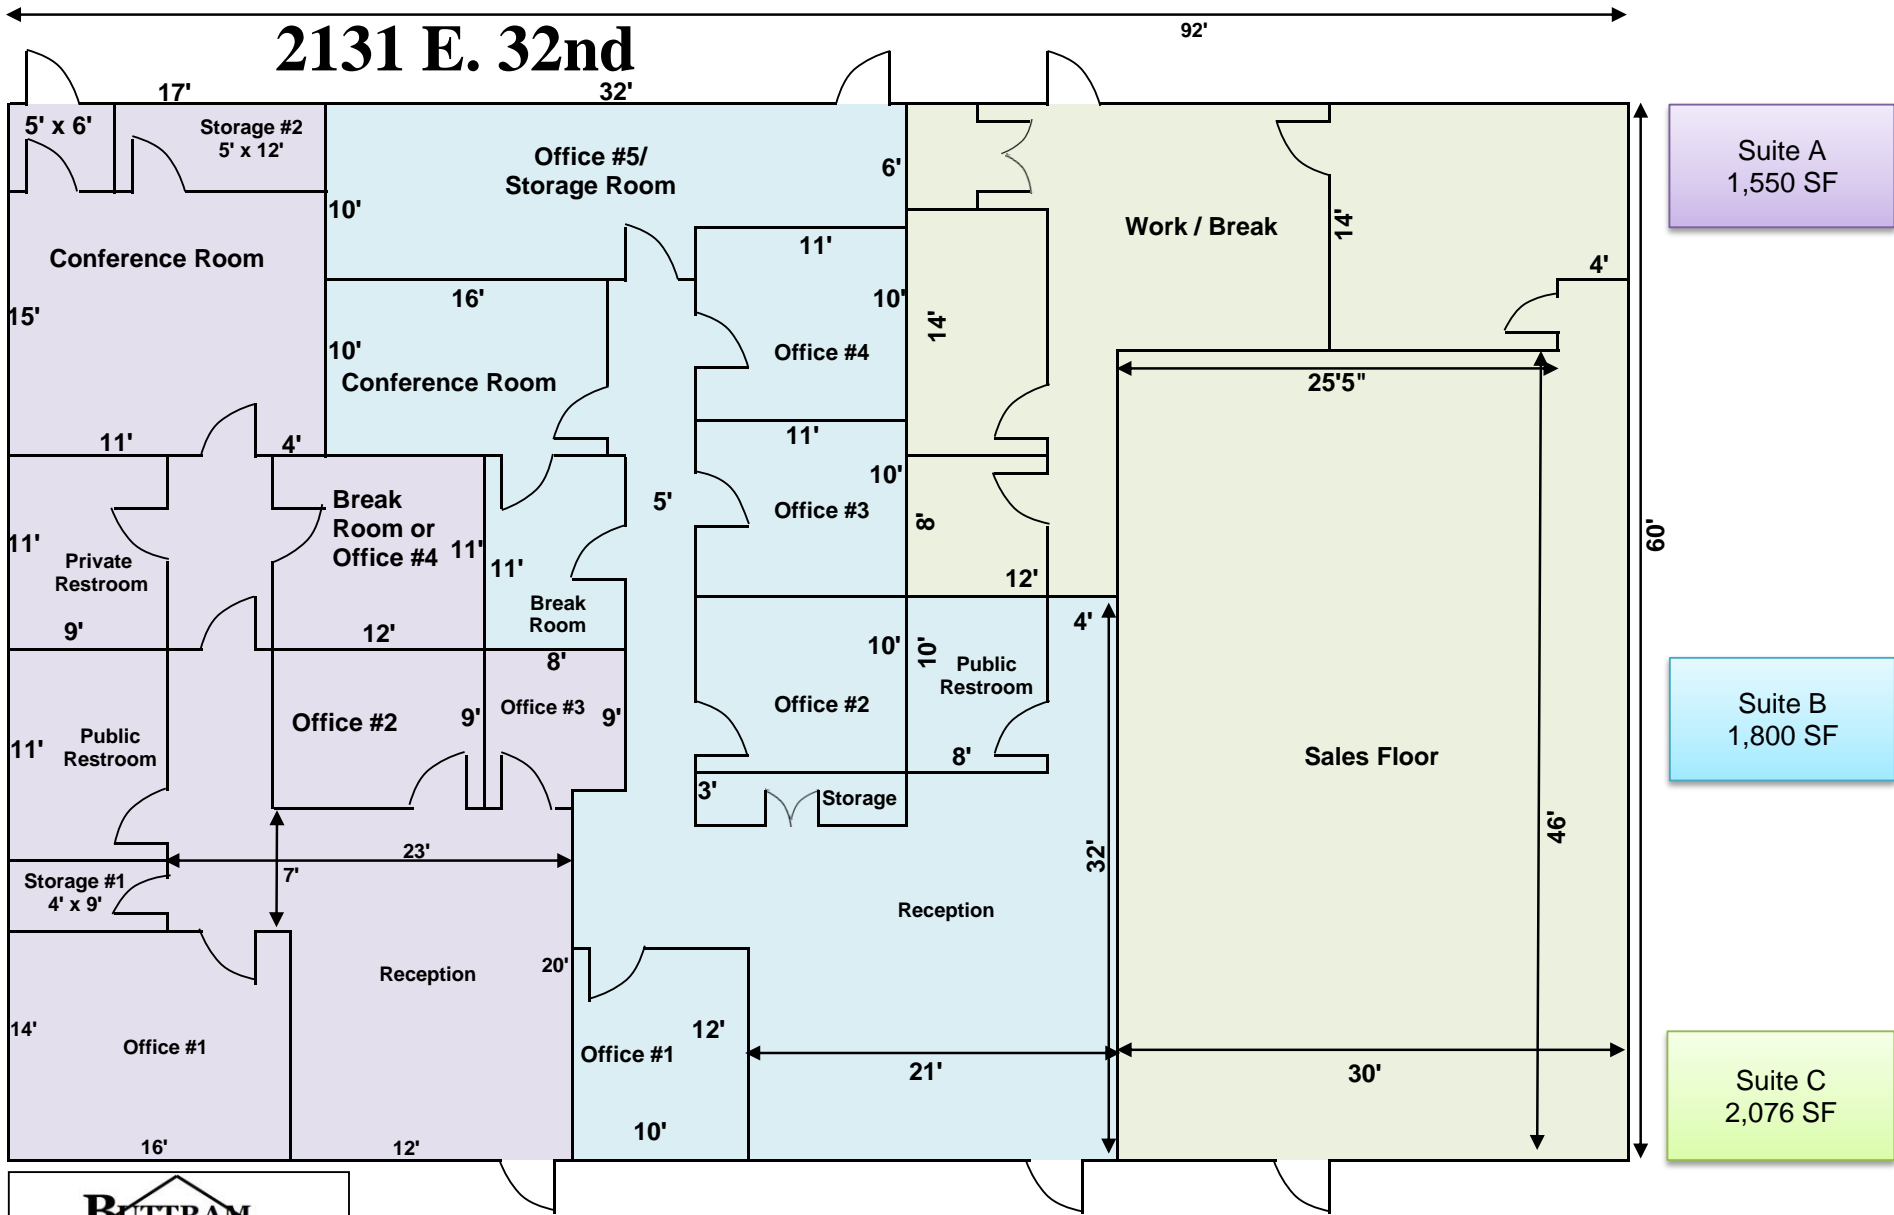 92'
2131 E. 32nd
17'
32'
5' x 6'
Storage #2
5' x 12'
Office #5/
Storage Room
6'
10'
Conference Room
15'
11'
4'
16'
10'
Conference Room
11'
10'
Office #4
14'
Work / Break
14'
4'
25'5"
11'
10'
Office #3
5'
8'
12'
Break
Room or
Office #4
11'
11'
Private
Restroom
9'
12'
11'
Break
Room
8'
10'
Office #2
10'
Public
Restroom
4'
8'
11'
Public
Restroom
Office #2
9'
Office #3
9'
3'
Storage
Sales Floor
46'
60'
32'
23'
7'
Storage #1
4' x 9'
Reception
20'
Reception
14'
Office #1
16'
12'
Office #1
12'
10'
21'
30'
Suite A
1,550 SF
Suite B
1,800 SF
Suite C
2,076 SF
BUTTRAM